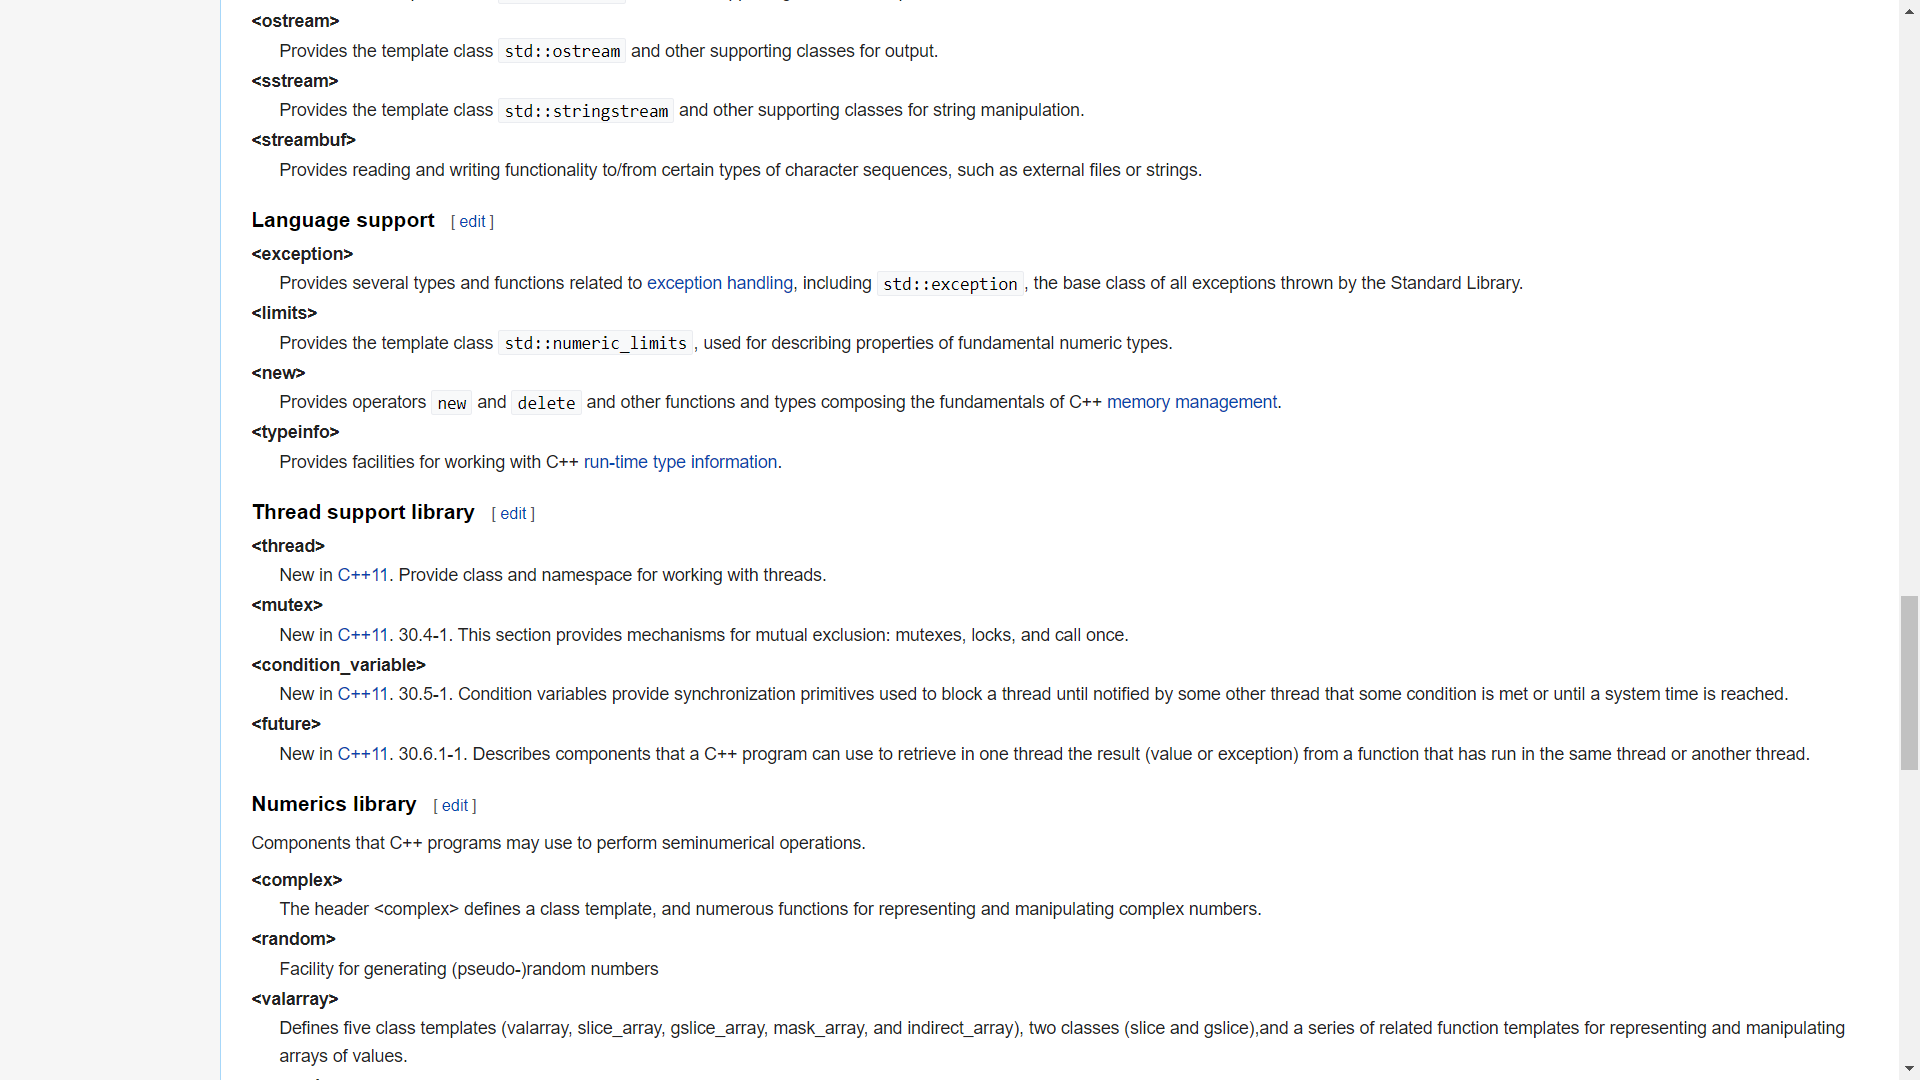 <ostream>
Provides the template class std::ostream and other supporting classes for output.
<sstream>
Provides the template class std::stringstream and other supporting classes for string manipulation.
<streambuf>
Provides reading and writing functionality to/from certain types of character sequences, such as external files or strings.
Language support [ edit ]
<exception>
Provides several types and functions related to exception handling, including std::exception, the base class of all exceptions thrown by the Standard Library.
<limits>
Provides the template class std::numeric_limits, used for describing properties of fundamental numeric types.
<new>
Provides operators new and delete and other functions and types composing the fundamentals of C++ memory management.
<typeinfo>
Provides facilities for working with C++ run-time type information.
Thread support library [ edit ]
<thread>
New in C++11. Provide class and namespace for working with threads.
<mutex>
New in C++11. 30.4-1. This section provides mechanisms for mutual exclusion: mutexes, locks, and call once.
<condition_variable>
New in C++11. 30.5-1. Condition variables provide synchronization primitives used to block a thread until notified by some other thread that some condition is met or until a system time is reached.
<future>
New in C++11. 30.6.1-1. Describes components that a C++ program can use to retrieve in one thread the result (value or exception) from a function that has run in the same thread or another thread.
Numerics library [ edit ]
Components that C++ programs may use to perform seminumerical operations.
<complex>
The header <complex> defines a class template, and numerous functions for representing and manipulating complex numbers.
<random>
Facility for generating (pseudo-)random numbers
<valarray>
Defines five class templates (valarray, slice_array, gslice_array, mask_array, and indirect_array), two classes (slice and gslice),and a series of related function templates for representing and manipulating
arrays of values.